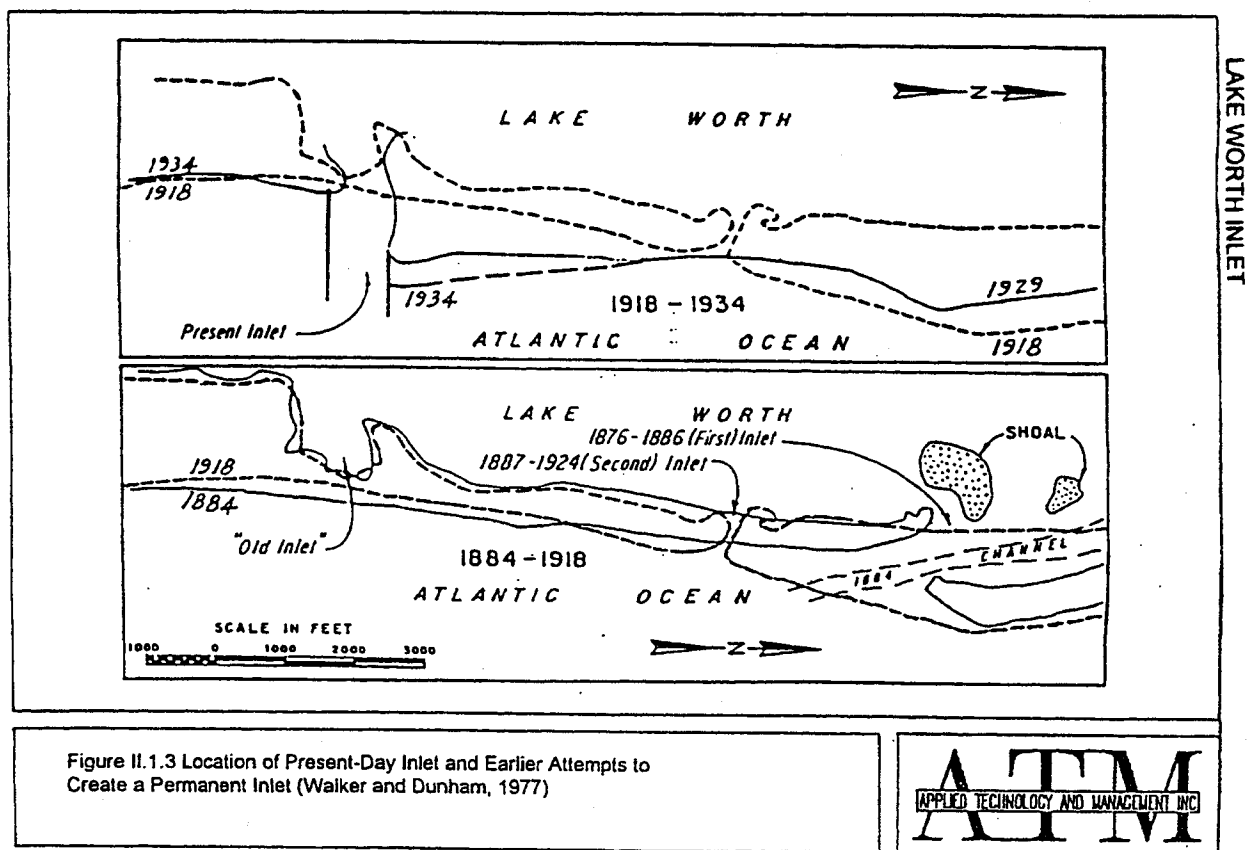 LAKE WORTH INLET
N
LAKE WORTH
1934
1918
1929
1934
1918 - 1934
Present Inlet
ATLANTIC OCEAN
1918
LAKE WORTH
1876-1886 (First) Inlet
SHOAL
1887-1924 (Second) Inlet
1918
1884
"Old Inlet"
1884 CHANNEL
1884-1918
ATLANTIC OCEAN
SCALE IN FEET
1000 0 1000 2000 3000
N
Figure II.1.3 Location of Present-Day Inlet and Earlier Attempts to
Create a Permanent Inlet (Walker and Dunham, 1977)
ATM
APPLIED TECHNOLOGY AND MANAGEMENT INC